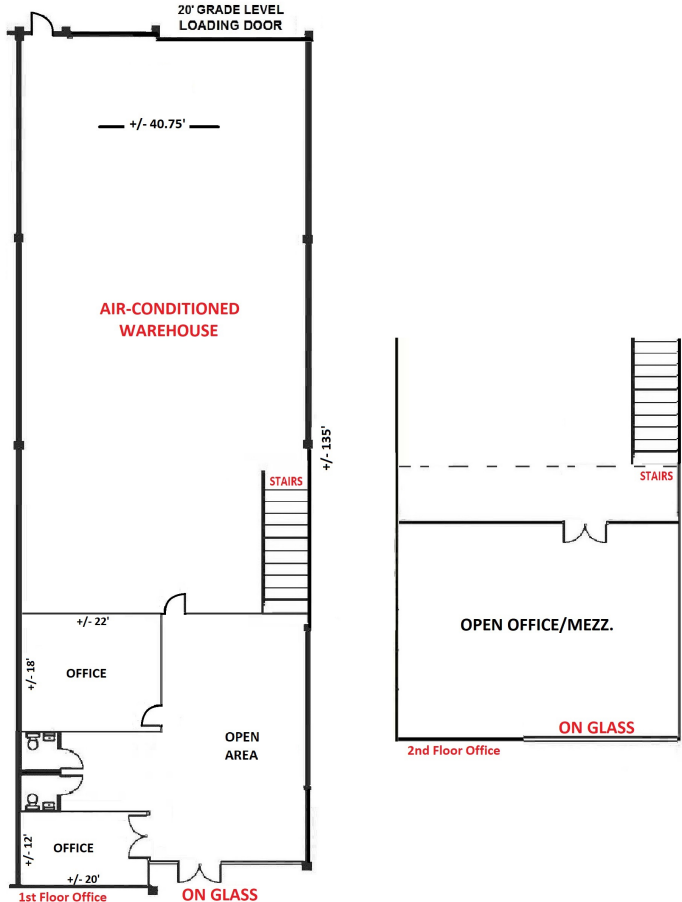 20' GRADE LEVEL
LOADING DOOR
+/- 40.75'
AIR-CONDITIONED
WAREHOUSE
+/- 135'
STAIRS
+/- 22'
+/- 18'
OFFICE
OPEN
AREA
+/- 12'
OFFICE
+/- 20'
1st Floor Office
ON GLASS
STAIRS
OPEN OFFICE/MEZZ.
ON GLASS
2nd Floor Office